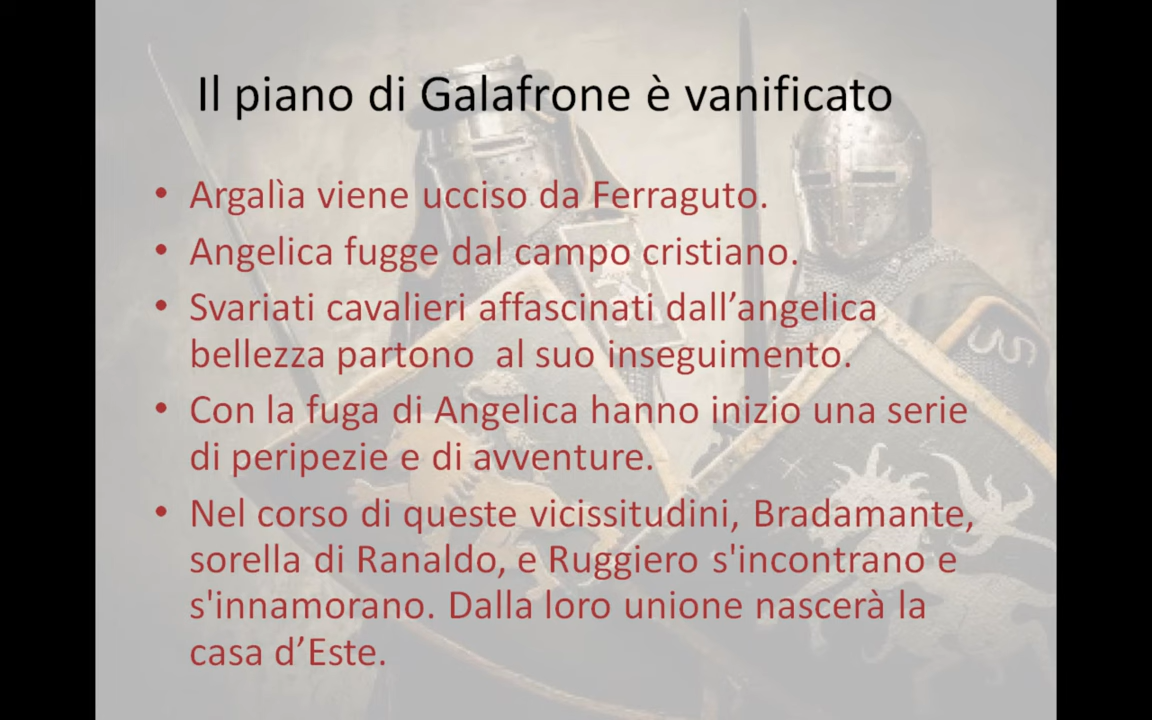 Il piano di Galafrone è vanificato
• Argalìa viene ucciso da Ferraguto.
• Angelica fugge dal campo cristiano.
• Svariati cavalieri affascinati dall’angelica
bellezza partono  al suo inseguimento.
• Con la fuga di Angelica hanno inizio una serie
di peripezie e di avventure.
• Nel corso di queste vicissitudini, Bradamante,
sorella di Ranaldo, e Ruggiero s'incontrano e
s'innamorano. Dalla loro unione nascerà la
casa d’Este.